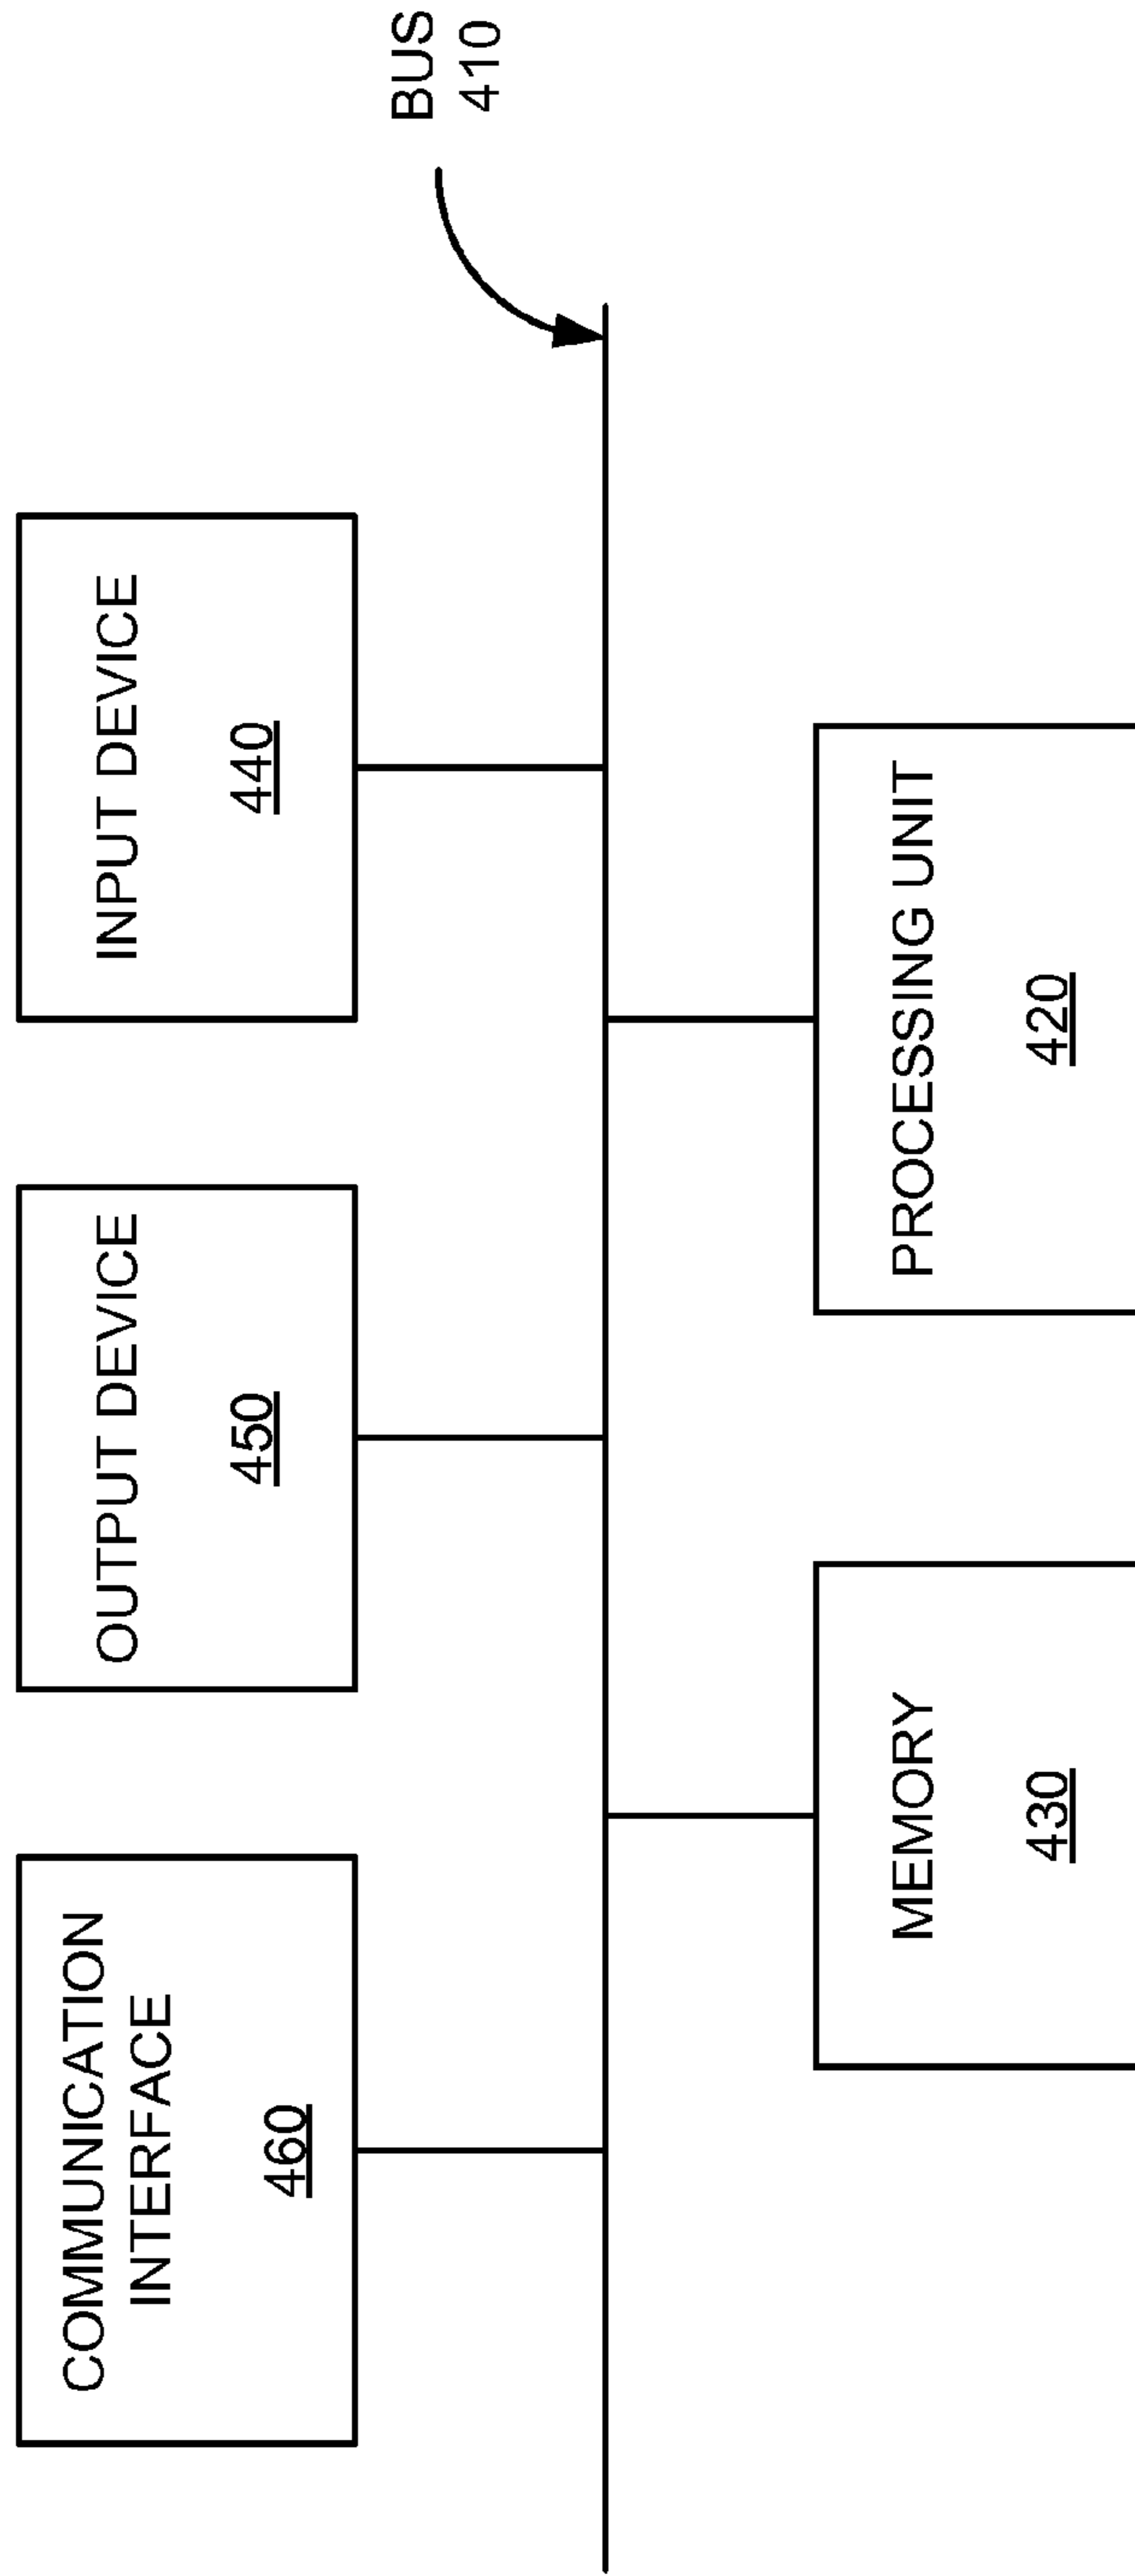 COMMUNICATION
INTERFACE
460
OUTPUT DEVICE
450
INPUT DEVICE
440
BUS
410
MEMORY
430
PROCESSING UNIT
420